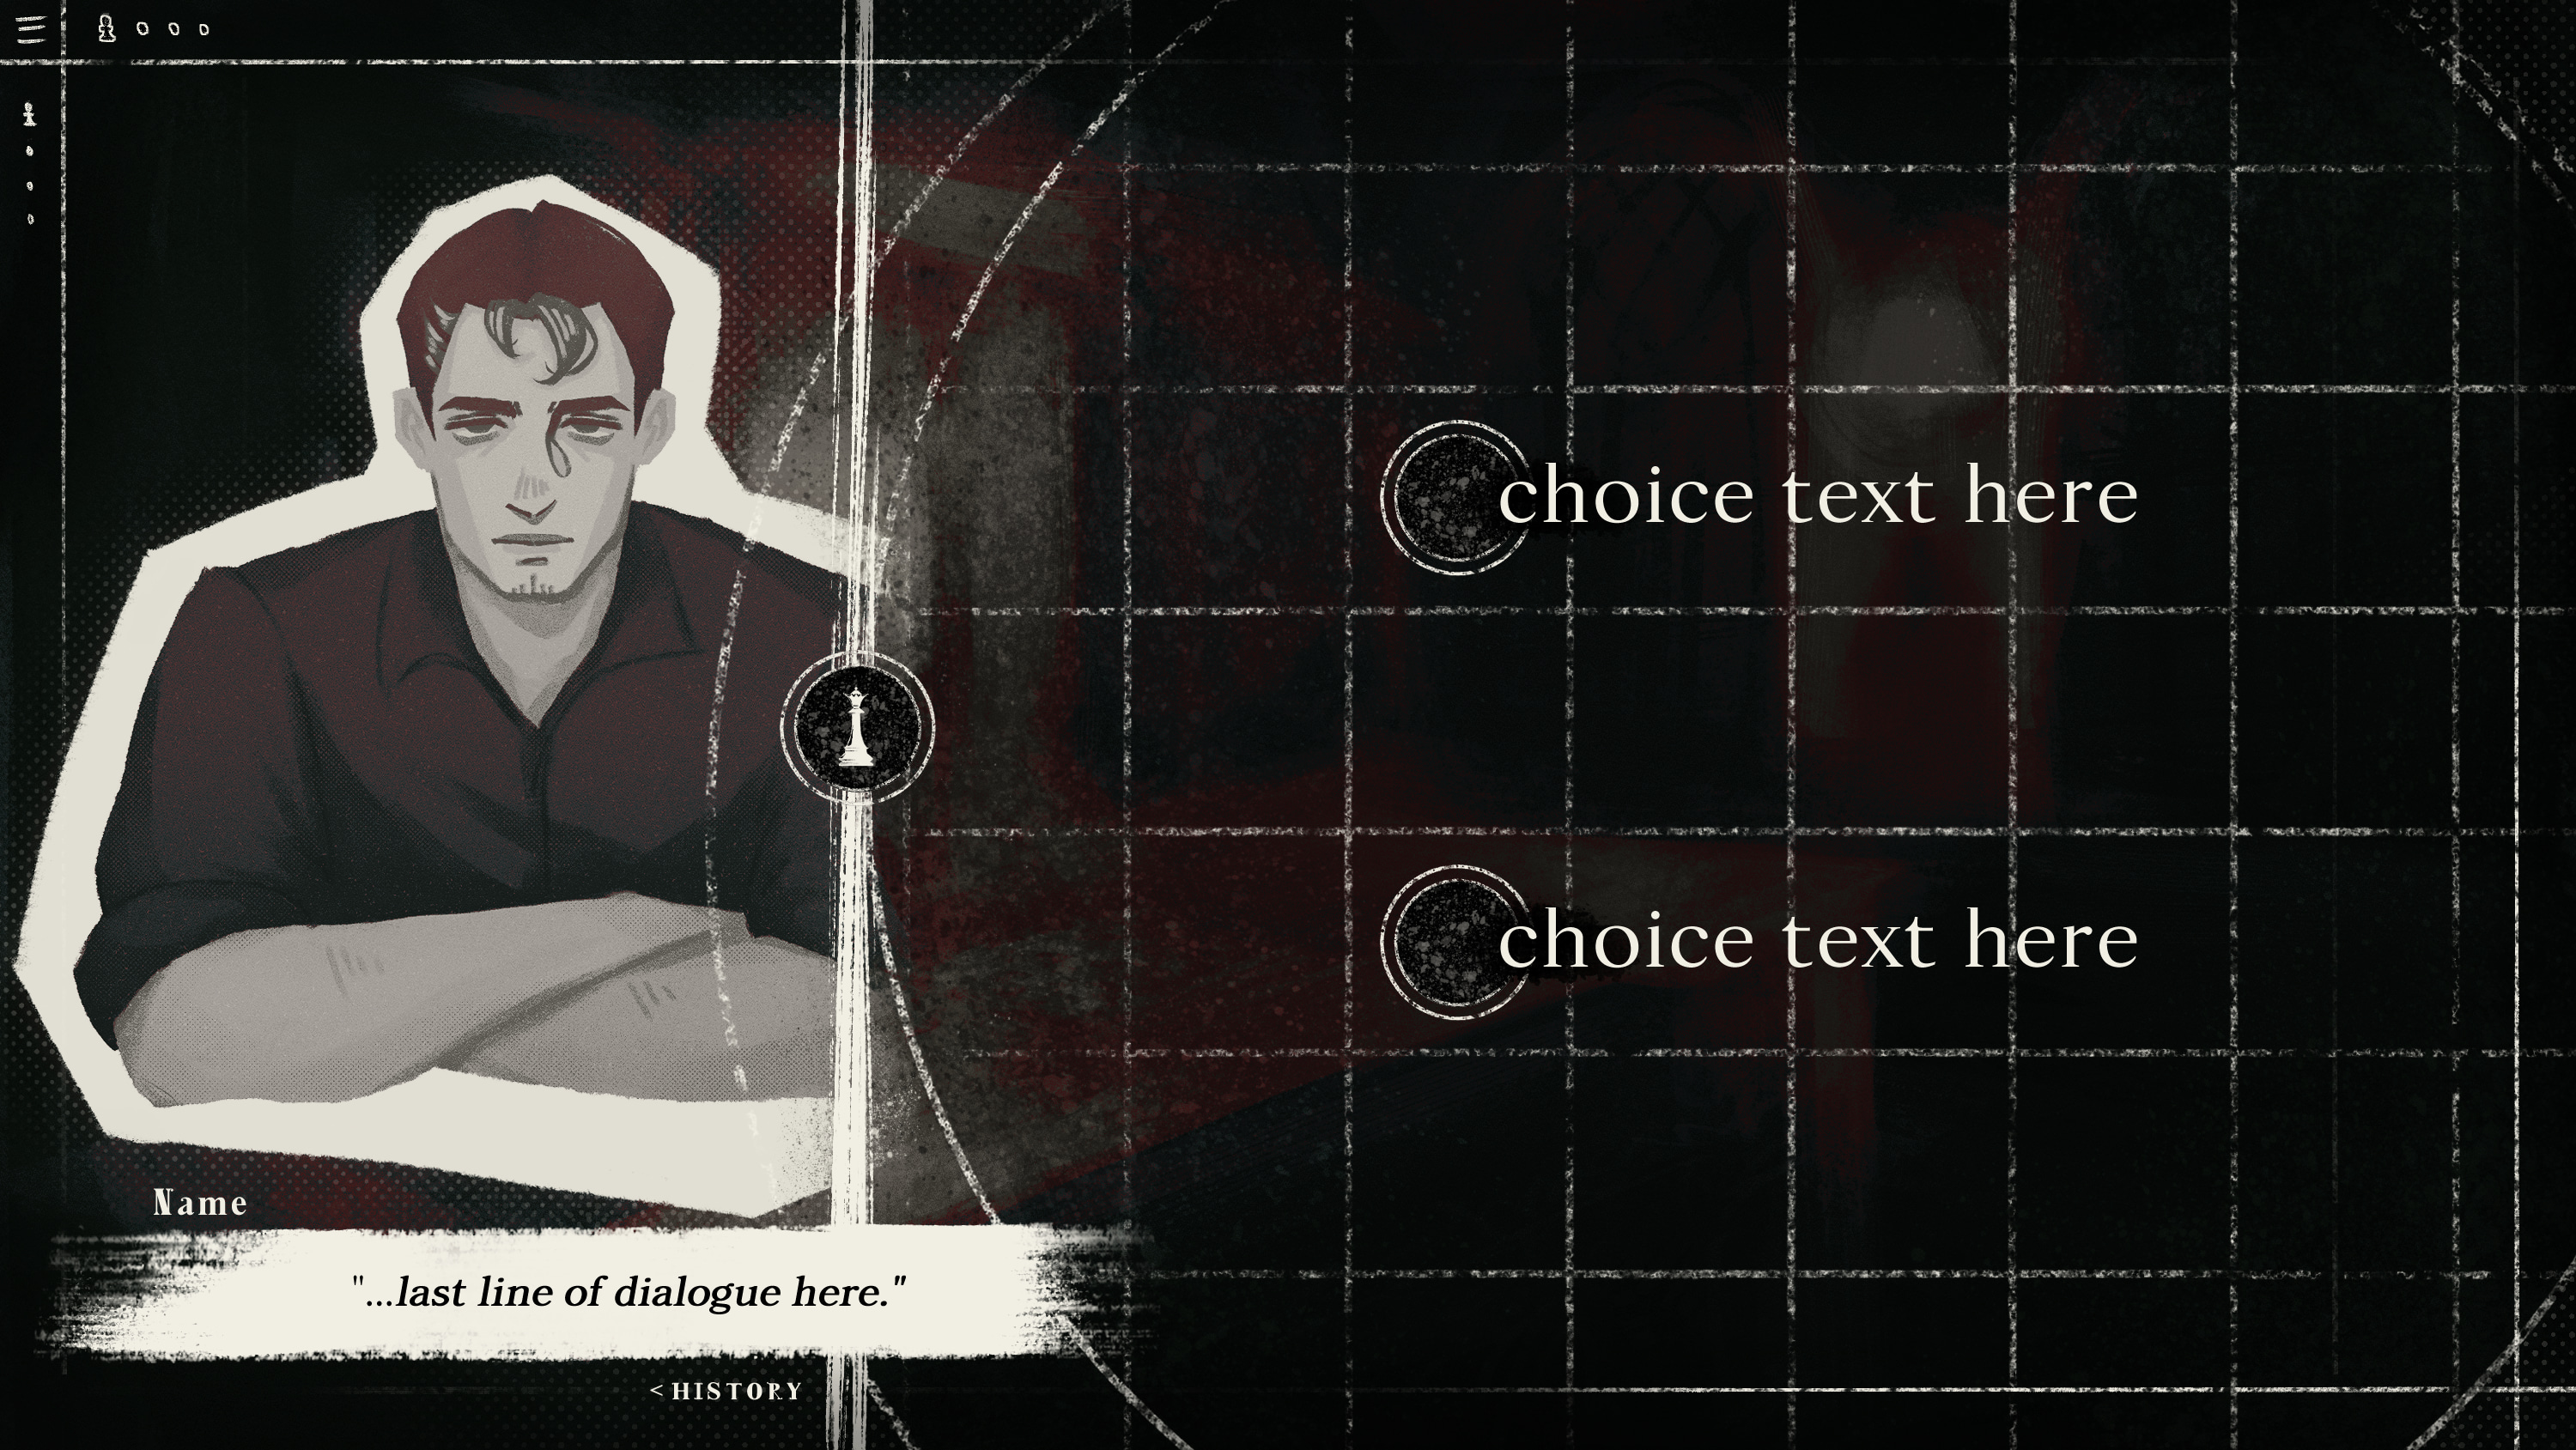 choice text here
choice text here
Name
"...last line of dialogue here."
<HISTORY